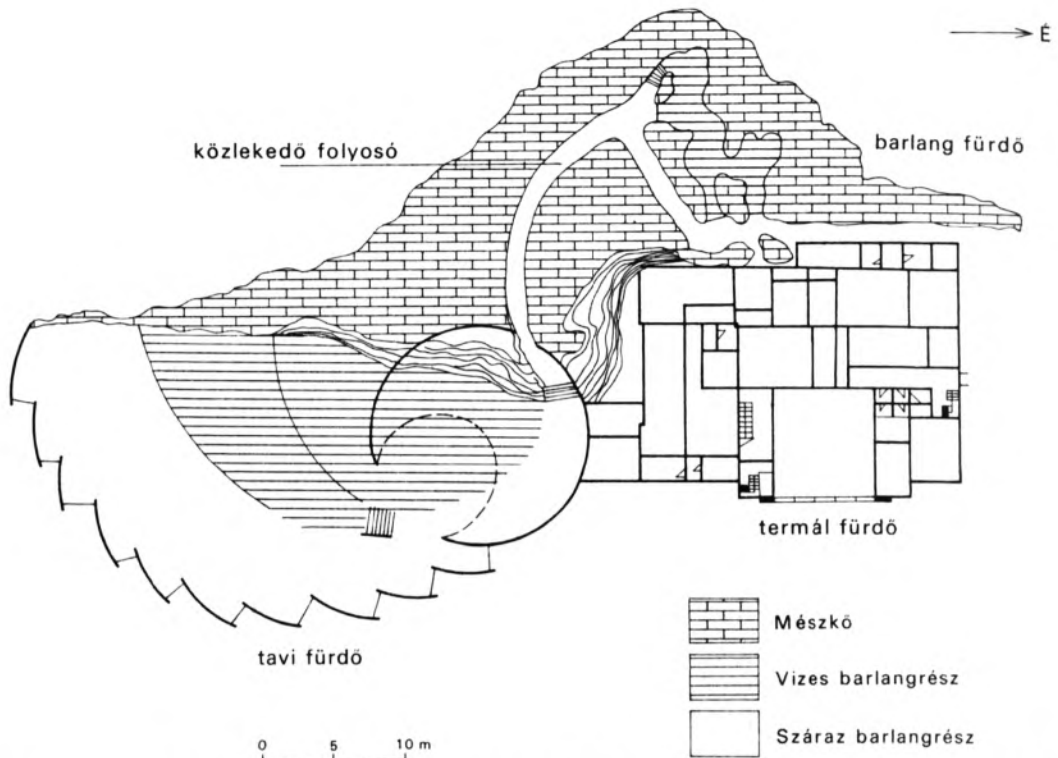 É
közlekedő folyosó
barlang fürdő
termál fürdő
tavi fürdő
Mészkő
Vizes barlangrész
Száraz barlangrész
0 5 10 m